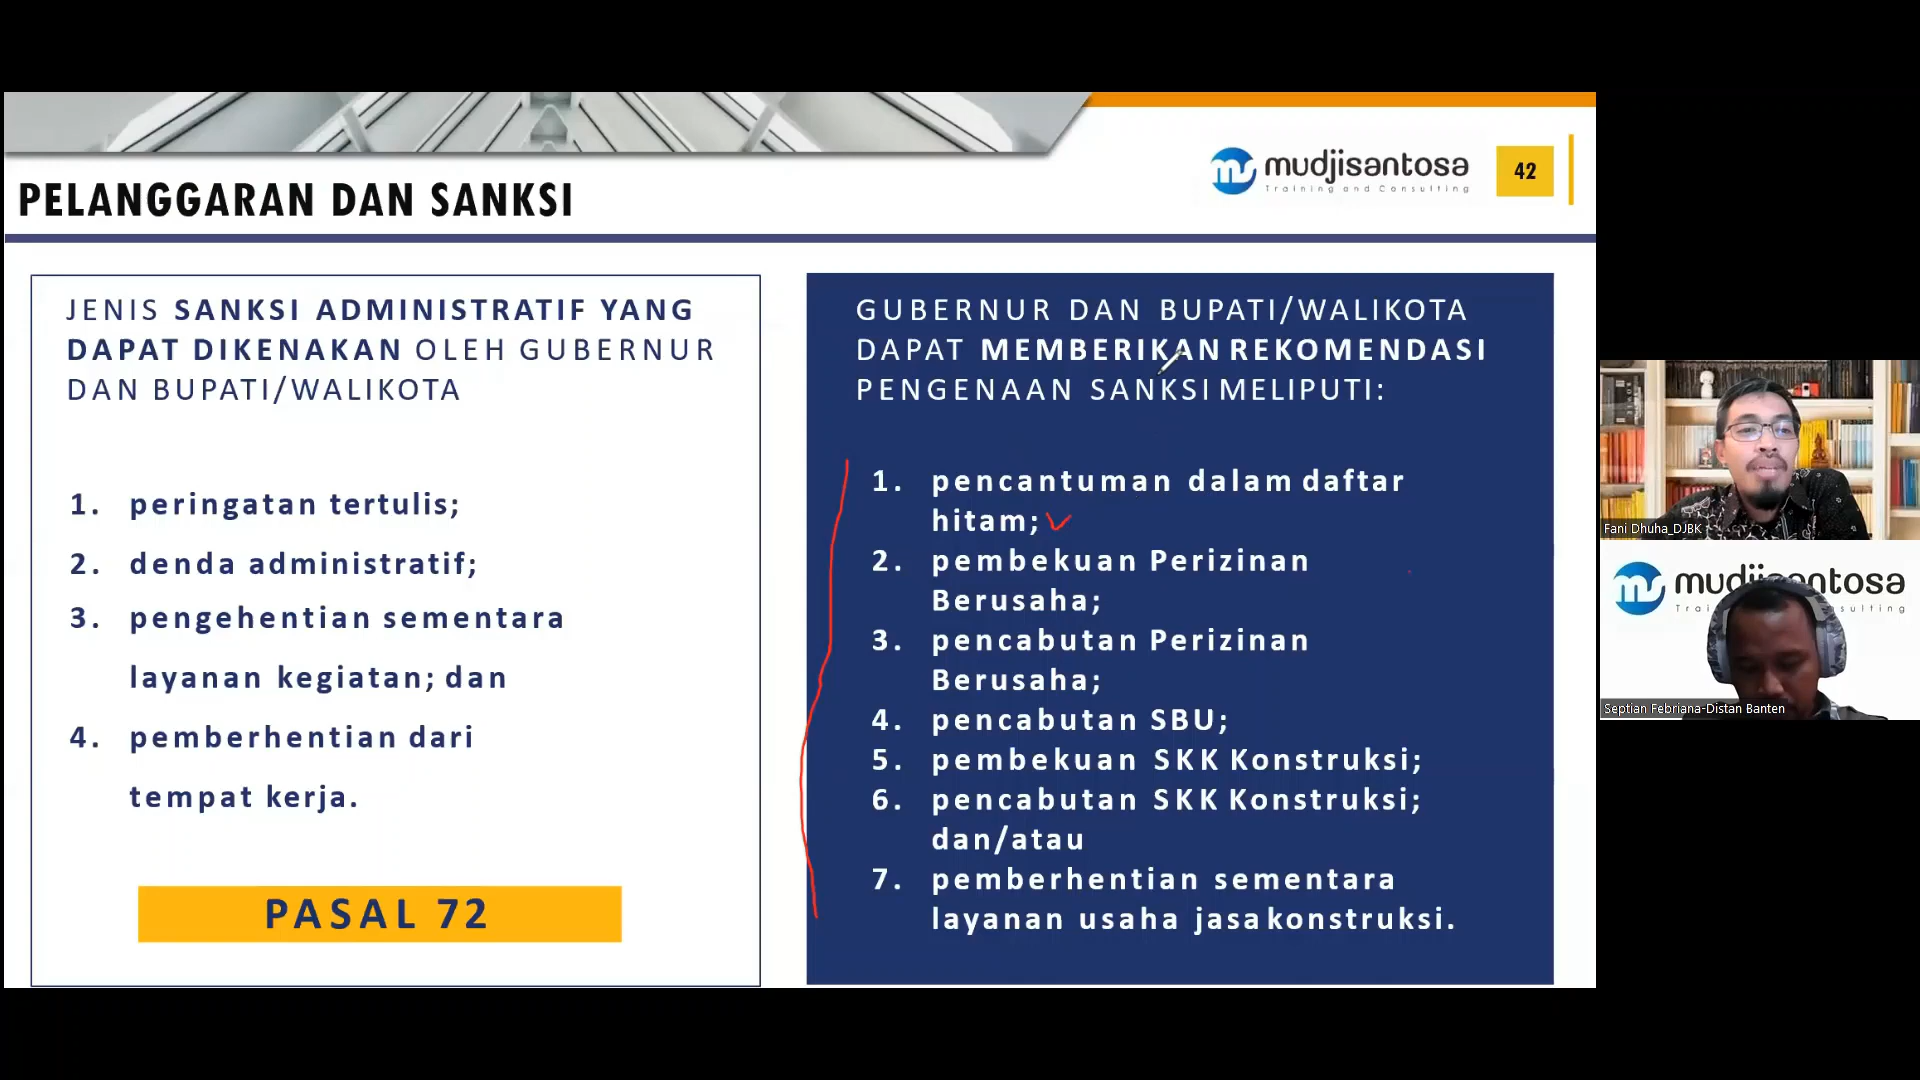 mudjisantosa
Training and Consulting
42
PELANGGARAN DAN SANKSI
JENIS SANKSI ADMINISTRATIF YANG
DAPAT DIKENAKAN OLEH GUBERNUR
DAN BUPATI/WALIKOTA
1. peringatan tertulis;
2. denda administratif;
3. pengehentian sementara
layanan kegiatan; dan
4. pemberhentian dari
tempat kerja.
PASAL 72
GUBERNUR DAN BUPATI/WALIKOTA
DAPAT MEMBERIKAN REKOMENDASI
PENGENAAN SANKSI MELIPUTI:
1. pencantuman dalam daftar
hitam;
2. pembekuan Perizinan
Berusaha;
3. pencabutan Perizinan
Berusaha;
4. pencabutan SBU;
5. pembekuan SKK Konstruksi;
6. pencabutan SKK Konstruksi;
dan/atau
7. pemberhentian sementara
layanan usaha jasa konstruksi.
Fani Dhuha_DJBK
Septian Febriana-Distan Banten